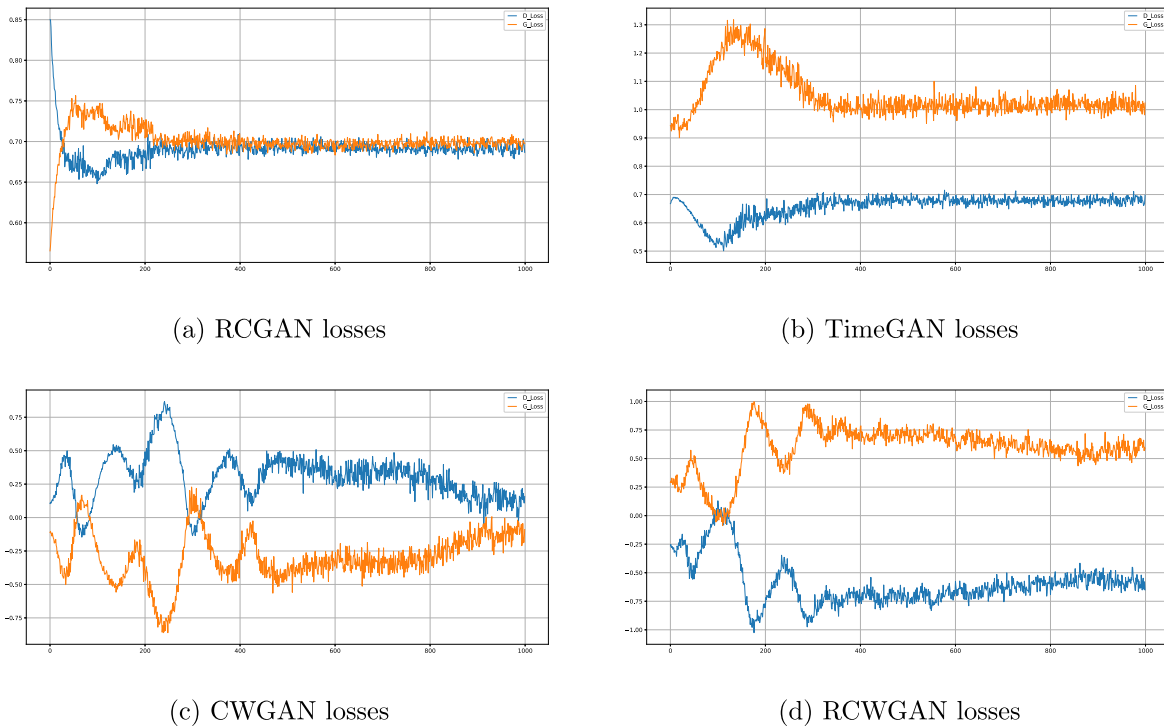 D_Loss
G_Loss
0.85
0.80
0.75
0.70
0.65
0.60
0 200 400 600 800 1000
(a) RCGAN losses
D_Loss
G_Loss
1.3
1.2
1.1
1.0
0.9
0.8
0.7
0.6
0.5
0 200 400 600 800 1000
(b) TimeGAN losses
D_Loss
G_Loss
0.75
0.50
0.25
0.00
−0.25
−0.50
−0.75
0 200 400 600 800 1000
(c) CWGAN losses
D_Loss
G_Loss
1.00
0.75
0.50
0.25
0.00
−0.25
−0.50
−0.75
−1.00
0 200 400 600 800 1000
(d) RCWGAN losses